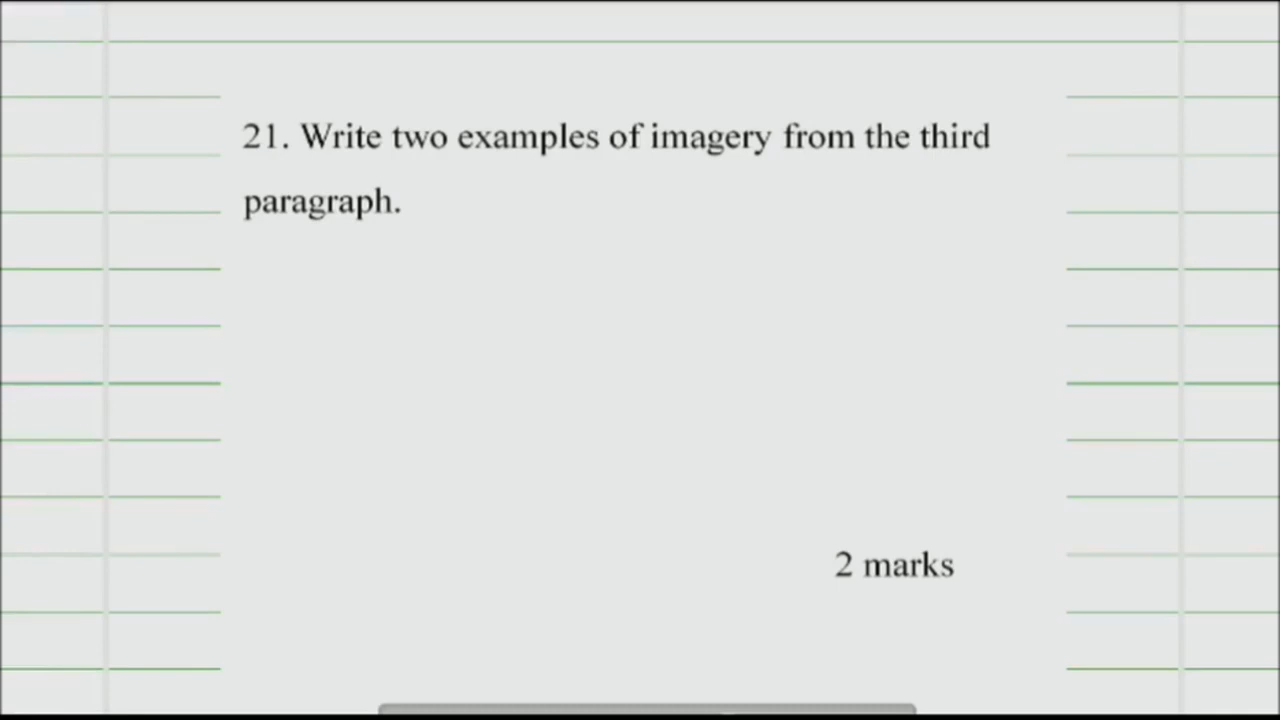 21. Write two examples of imagery from the third
paragraph.
2 marks